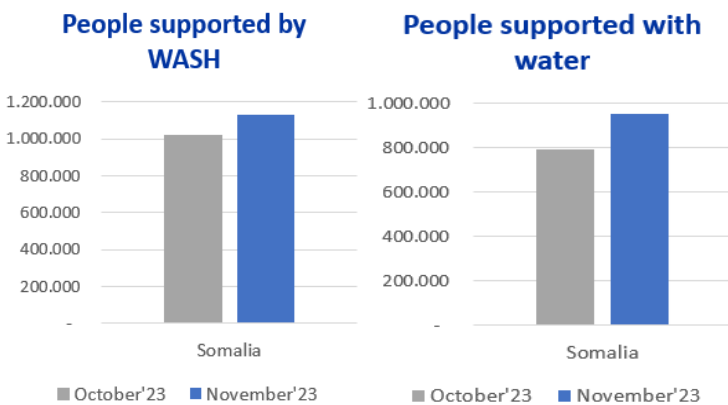 People supported by
WASH
1.200.000
1.000.000
800.000
600.000
400.000
200.000
-
Somalia
October'23 November'23
People supported with
water
1.000.000
800.000
600.000
400.000
200.000
-
Somalia
October'23 November'23